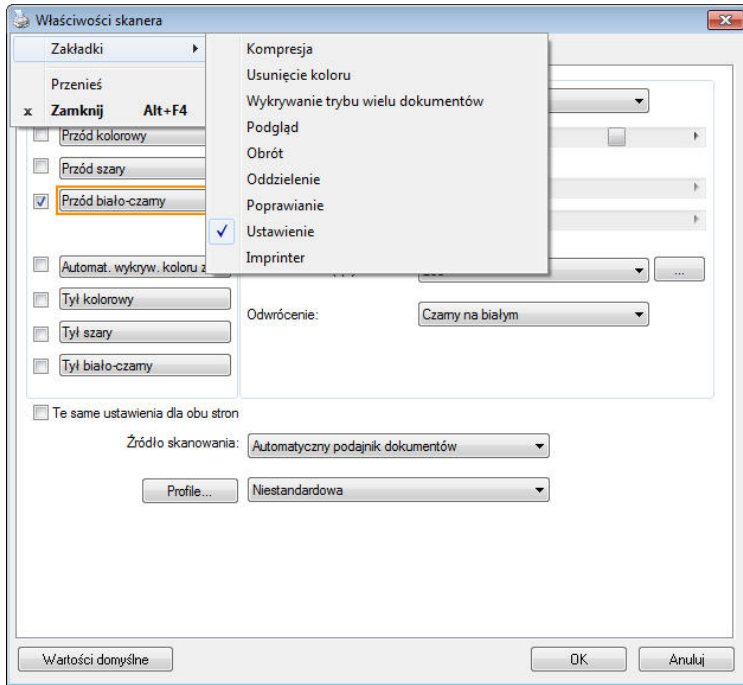 Właściwości skanera
Zakładki
Przenieś
x Zamknij Alt+F4
Kompresja
Usunięcie koloru
Wykrywanie trybu wielu dokumentów
Podgląd
Obrót
Oddzielenie
Poprawianie
Ustawienie
Imprinter
Przód kolorowy
Przód szary
Przód biało-czarny
Automat. wykryw. koloru
Tył kolorowy
Tył szary
Tył biało-czarny
...
Odwrócenie: Czarny na białym
Te same ustawienia dla obu stron
Źródło skanowania: Automatyczny podajnik dokumentów
Profile... Niestandardowa
Wartości domyślne OK Anuluj